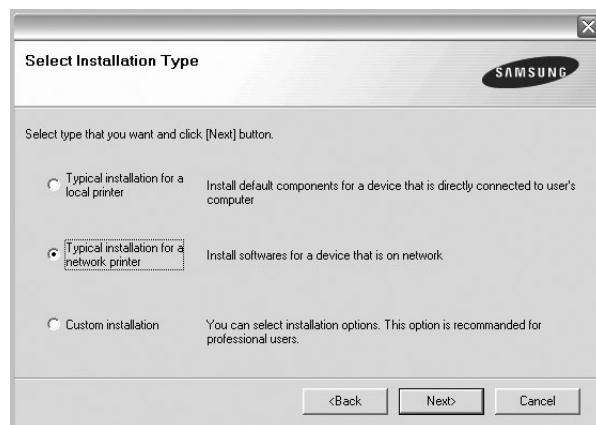 Select Installation Type
SAMSUNG
Select type that you want and click [Next] button.
Typical installation for a
local printer
Install default components for a device that is directly connected to user's
computer
Typical installation for a
network printer
Install softwares for a device that is on network
Custom installation
You can select installation options. This option is recommanded for
professional users.
<Back
Next>
Cancel